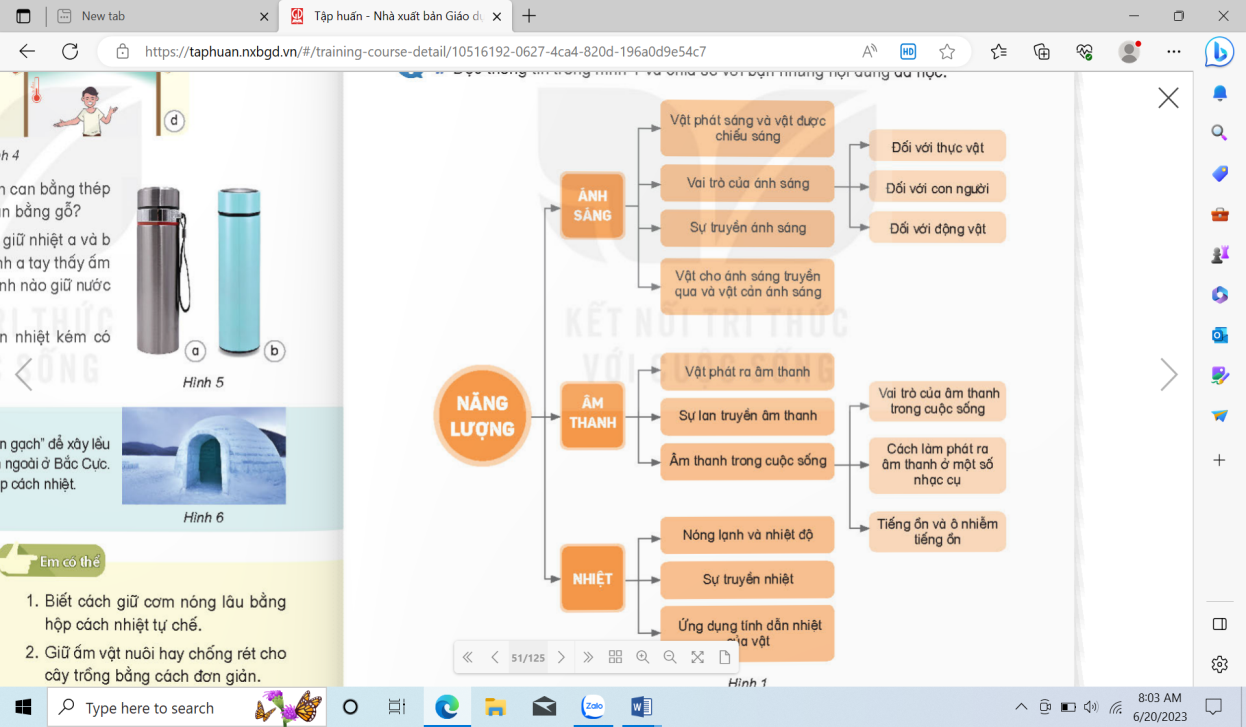 New tab
Tập huấn - Nhà xuất bản Giáo dụ
https://taphuan.nxbgd.vn/#/training-course-detail/10516192-0627-4ca4-820d-196a0d9e54c7
HD
d
h 4
can bằng thép
bằng gỗ?
giữ nhiệt a và b
h a tay thấy ấm
nh nào giữ nước
nhiệt kém có
a
b
Hình 5
gạch" để xây lều
ngoài ở Bắc Cực.
p cách nhiệt.
Hình 6
Em có thể
1. Biết cách giữ cơm nóng lâu bằng
hộp cách nhiệt tự chế.
2. Giữ ấm vật nuôi hay chống rét cho
cây trồng bằng cách đơn giản.
NĂNG
LƯỢNG
ÁNH
SÁNG
Vật phát sáng và vật được
chiếu sáng
Vai trò của ánh sáng
Sự truyền ánh sáng
Vật cho ánh sáng truyền
qua và vật cản ánh sáng
Đối với thực vật
Đối với con người
Đối với động vật
KẾT NỐI TRI THỨC
VỚI CUỘC SỐNG
ÂM
THANH
Vật phát ra âm thanh
Sự lan truyền âm thanh
Âm thanh trong cuộc sống
Vai trò của âm thanh
trong cuộc sống
Cách làm phát ra
âm thanh ở một số
nhạc cụ
Tiếng ồn và ô nhiễm
tiếng ồn
NHIỆT
Nóng lạnh và nhiệt độ
Sự truyền nhiệt
Ứng dụng tính dẫn nhiệt
của vật
51/125
Hình 1
Type here to search
Zalo
8:03 AM
6/20/2023